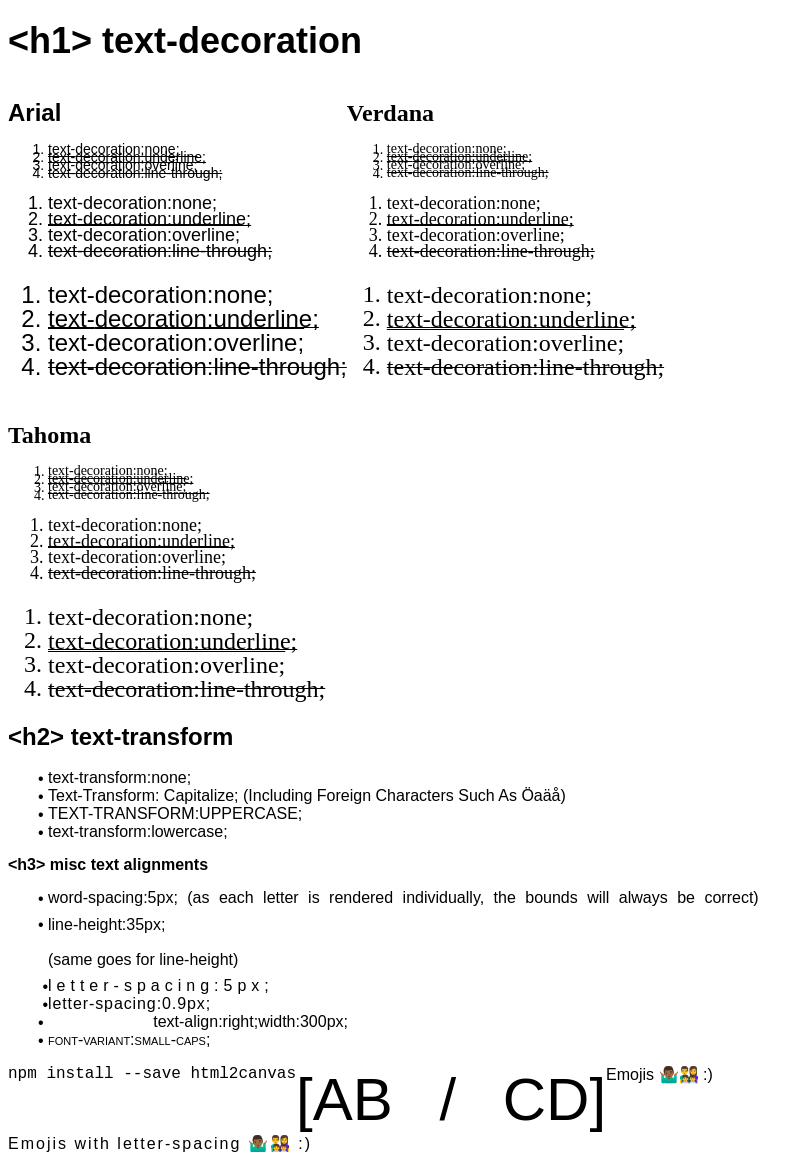 <h1> text-decoration
Arial
1. text-decoration:none;
2. text-decoration:underline;
3. text-decoration:overline;
4. text-decoration:line-through;
1. text-decoration:none;
2. text-decoration:underline;
3. text-decoration:overline;
4. text-decoration:line-through;
1. text-decoration:none;
2. text-decoration:underline;
3. text-decoration:overline;
4. text-decoration:line-through;
Verdana
1. text-decoration:none;
2. text-decoration:underline;
3. text-decoration:overline;
4. text-decoration:line-through;
1. text-decoration:none;
2. text-decoration:underline;
3. text-decoration:overline;
4. text-decoration:line-through;
1. text-decoration:none;
2. text-decoration:underline;
3. text-decoration:overline;
4. text-decoration:line-through;
Tahoma
1. text-decoration:none;
2. text-decoration:underline;
3. text-decoration:overline;
4. text-decoration:line-through;
1. text-decoration:none;
2. text-decoration:underline;
3. text-decoration:overline;
4. text-decoration:line-through;
1. text-decoration:none;
2. text-decoration:underline;
3. text-decoration:overline;
4. text-decoration:line-through;
<h2> text-transform
• text-transform:none;
• Text-Transform: Capitalize; (Including Foreign Characters Such As Öaäå)
• TEXT-TRANSFORM:UPPERCASE;
• text-transform:lowercase;
<h3> misc text alignments
• word-spacing:5px; (as each letter is rendered individually, the bounds will always be correct)
• line-height:35px;
(same goes for line-height)
• letter-spacing:5px;
• letter-spacing:0.9px;
• text-align:right;width:300px;
• FONT-VARIANT:SMALL-CAPS;
npm install --save html2canvas [AB / CD] Emojis 🤷🏾‍♂️👨‍👩‍👧‍👦 :)
Emojis with letter-spacing 🤷🏾‍♂️👨‍👩‍👧‍👦 :)